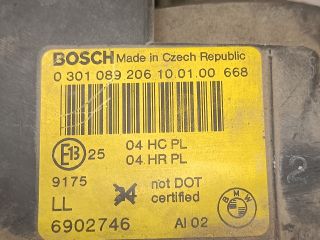 BOSCH Made in Czech Republic
0 301 089 206 10.01.00 668
E13 25 04 HC PL
04 HR PL
9175 not DOT
LL certified
BMW
6902746 AI 02